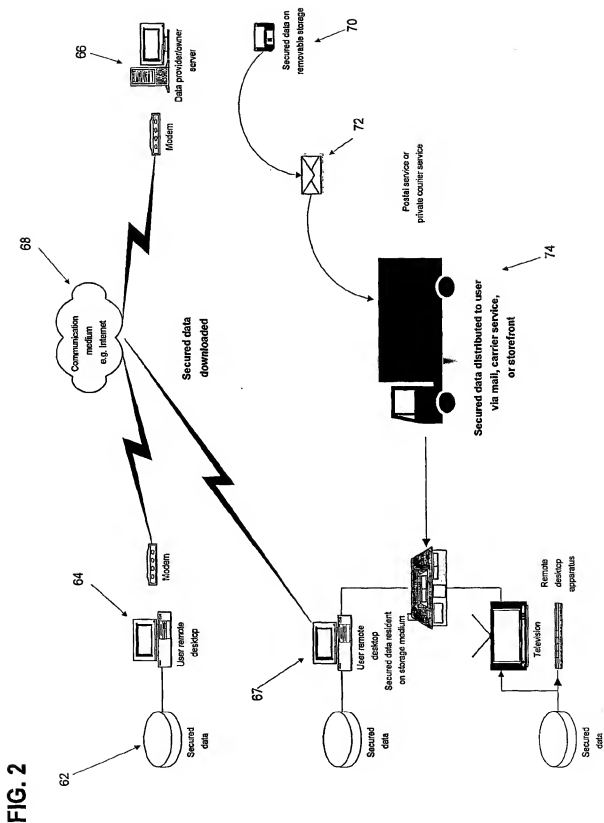 FIG. 2
62
Secured
data
64
User remote
desktop
Modem
68
Communication
medium
e.g. Internet
Secured data
downloaded
Modem
66
Data provider/owner
server
67
Secured
data
User remote
desktop
Secured data resident
on storage medium
Secured data on
removable storage
70
72
Postal service or
private courier service
74
Secured data distributed to user
via mail, carrier service,
or storefront
Television
Remote
desktop
apparatus
Secured
data